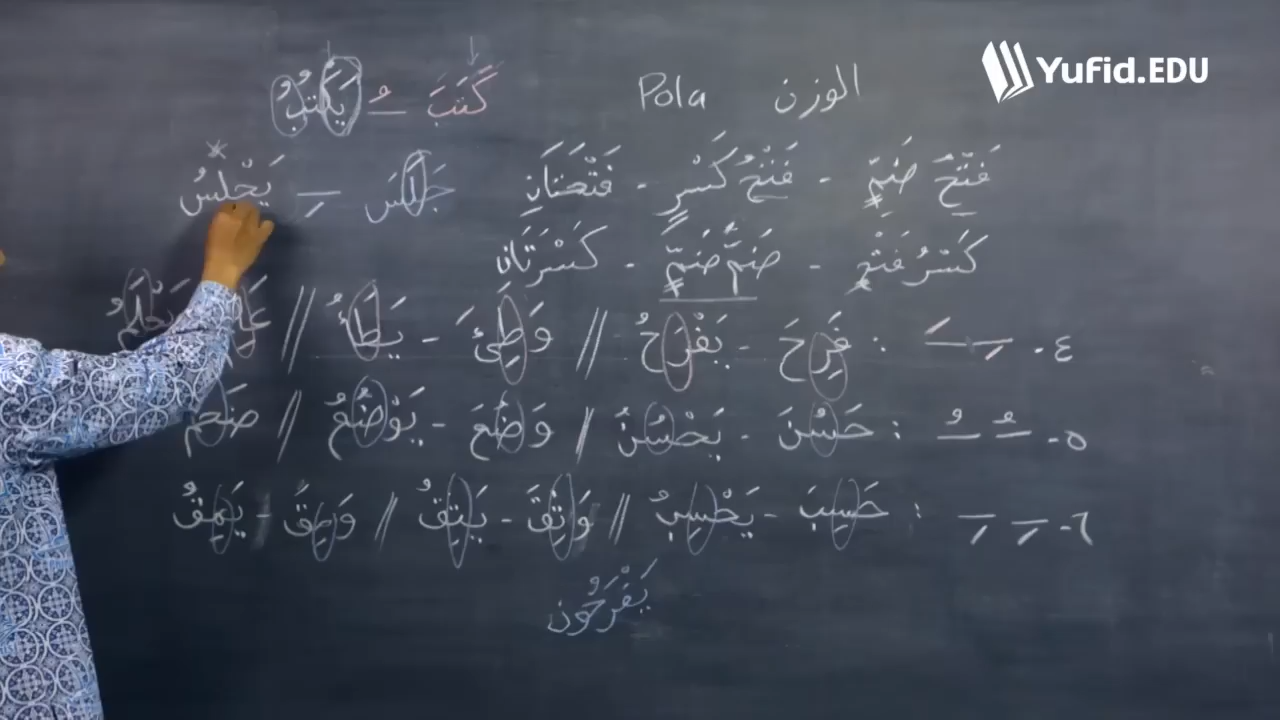 Yufid.EDU
الوزن Pola
كَتَبَ ـُ يَكْتُبُ
فَتْحُ ضَمٍّ - فَتْحُ كَسْرٍ - فَتْحَتَانِ
جَلَسَ ـِ يَجْلِسُ
كَسْرُ فَتْحٍ - ضَمُّ ضَمٍّ - كَسْرَتَانِ
٤- ـِ ـَ : فَرِحَ - يَفْرَحُ // وَطِئَ - يَطَأُ //
٥- ـُ ـُ : حَسُنَ - يَحْسُنُ // وَضُعَ - يَوْضُعُ //
٦- ـِ ـِ : حَسِبَ - يَحْسِبُ // وَثِقَ - يَثِقُ // وَمِقَ - يَمِقُ
يَفْرَحُون